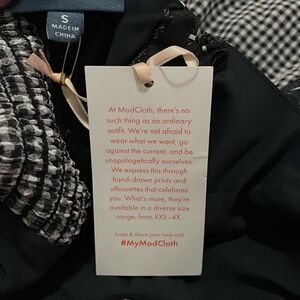 S
MADE IN
CHINA
At ModCloth, there's no
such thing as an ordinary
outfit. We're not afraid to
wear what we want, go
against the current, and be
unapologetically ourselves.
We express this through
hand-drawn prints and
silhouettes that celebrate
you. What's more, they're
available in a diverse size
range, from XXS–4X.
Snap & share your look with
#MyModCloth